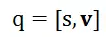 q = [s, v]